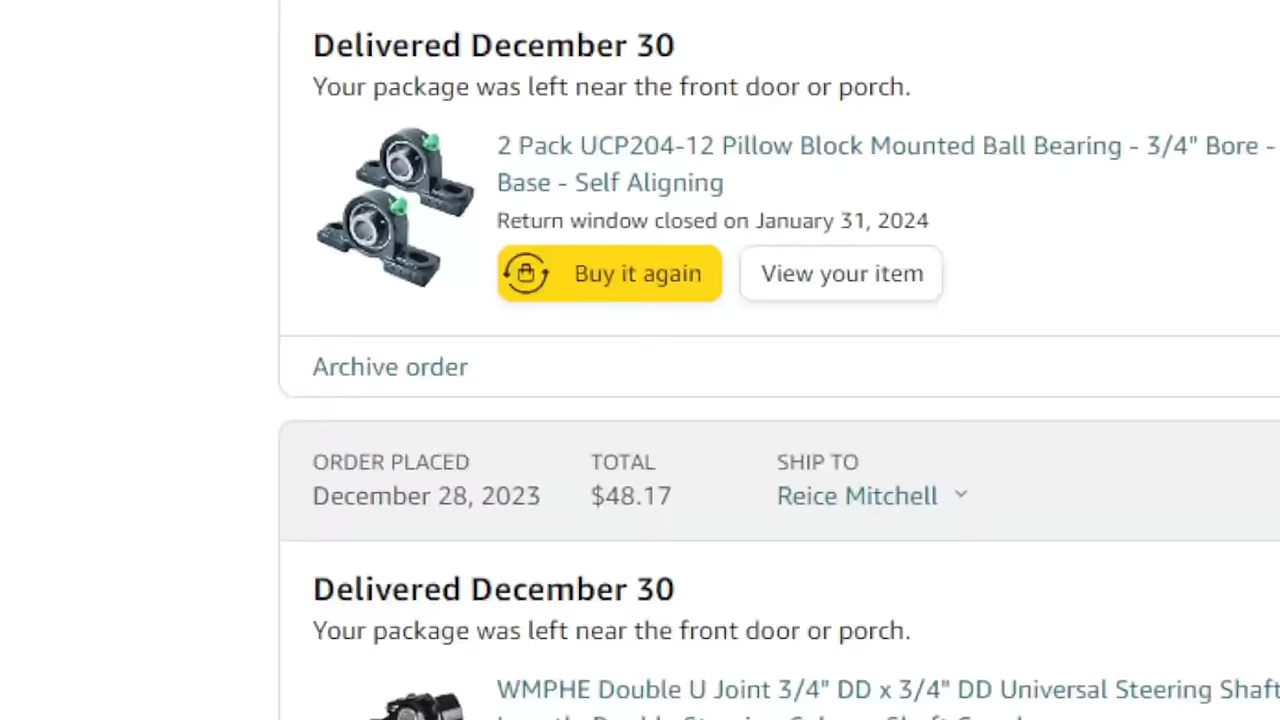 Delivered December 30
Your package was left near the front door or porch.
2 Pack UCP204-12 Pillow Block Mounted Ball Bearing - 3/4" Bore -
Base - Self Aligning
Return window closed on January 31, 2024
Buy it again
View your item
Archive order
ORDER PLACED
TOTAL
SHIP TO
December 28, 2023
$48.17
Reice Mitchell
Delivered December 30
Your package was left near the front door or porch.
WMPHE Double U Joint 3/4" DD x 3/4" DD Universal Steering Shaft